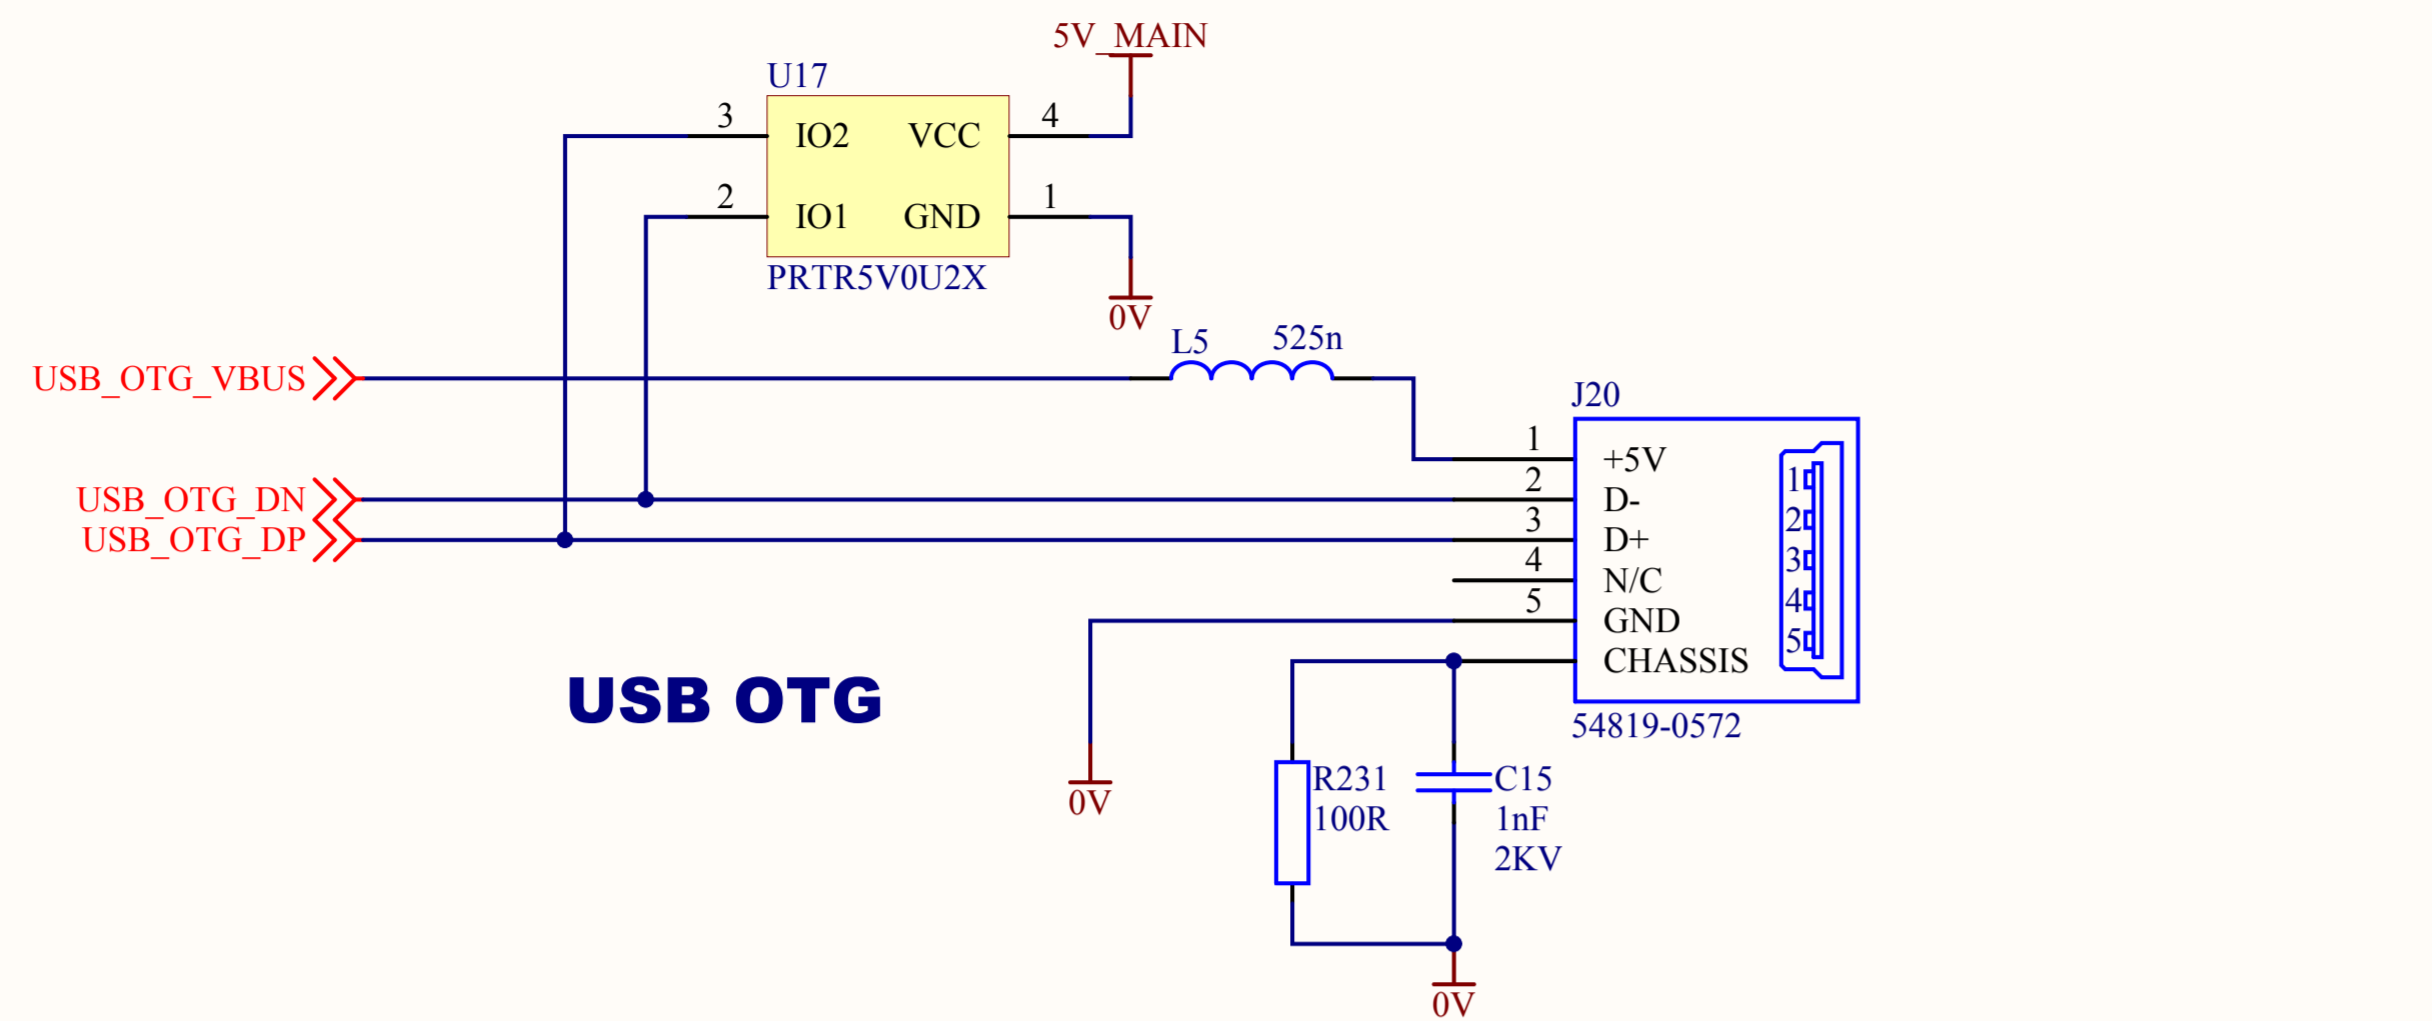 5V_MAIN
U17
3 IO2 VCC 4
2 IO1 GND 1
PRTR5V0U2X
0V
L5 525n
USB_OTG_VBUS
J20
1 +5V
USB_OTG_DN 2 D- 1
USB_OTG_DP 3 D+ 2
4 N/C 3
5 GND 4
CHASSIS 5
USB OTG
54819-0572
0V
R231 C15
100R 1nF
2KV
0V